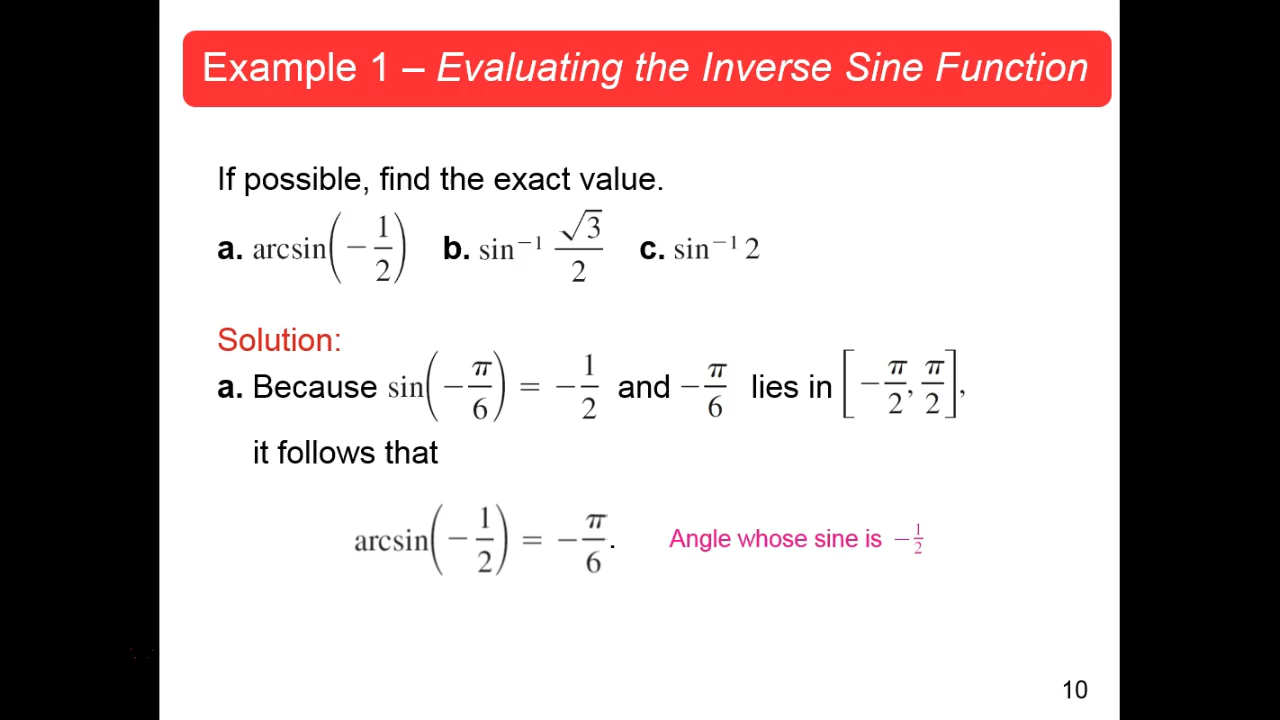 Example 1 – Evaluating the Inverse Sine Function
If possible, find the exact value.
a. arcsin(−1/2) b. sin⁻¹ √3/2 c. sin⁻¹ 2
Solution:
a. Because sin(−π/6) = −1/2 and −π/6 lies in [−π/2, π/2],
it follows that
arcsin(−1/2) = −π/6. Angle whose sine is −1/2
10